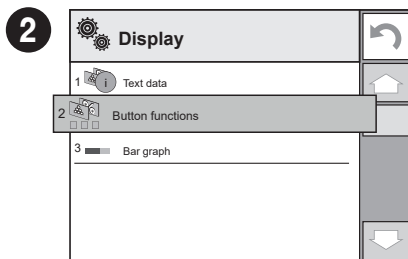 2
Display
1 i Text data
2 Button functions
3 Bar graph